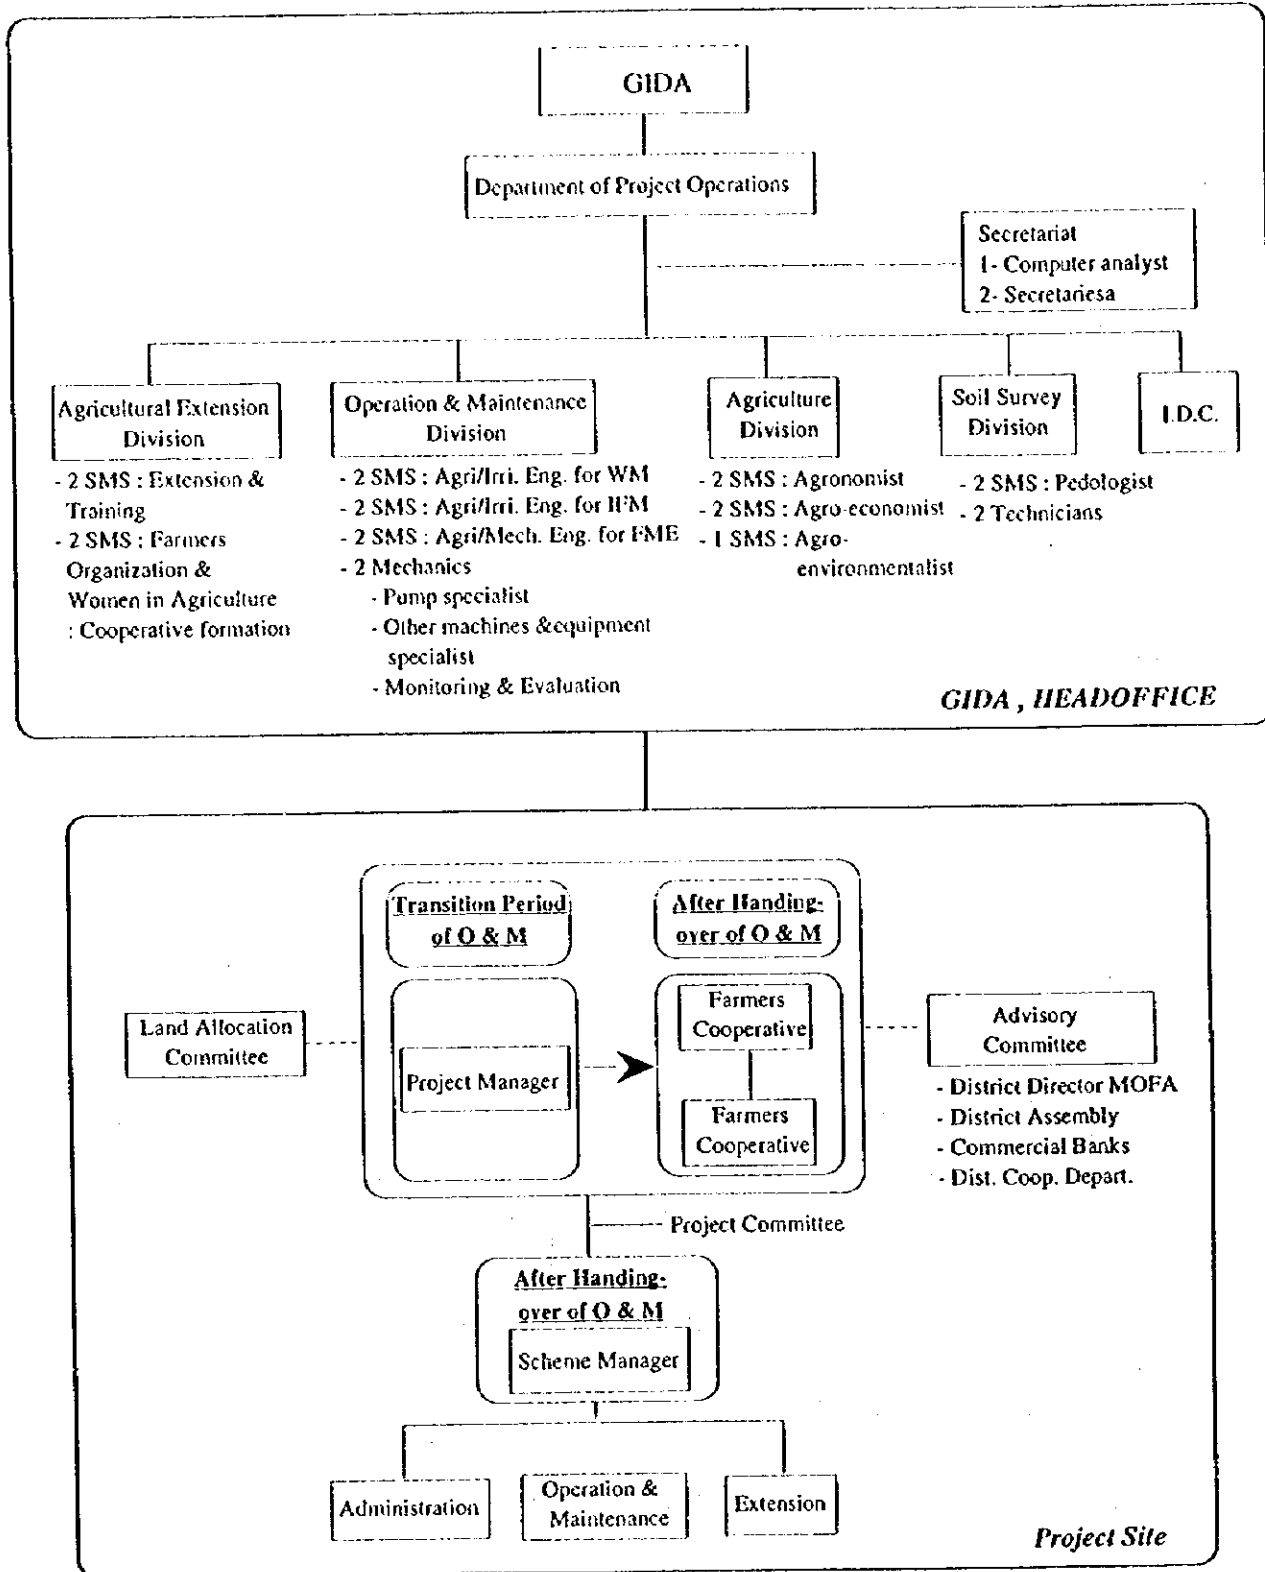 GIDA
Department of Project Operations
Secretariat
1- Computer analyst
2- Secretariesa
Agricultural Extension
Division
- 2 SMS : Extension &
Training
- 2 SMS : Farmers
Organization &
Women in Agriculture
: Cooperative formation
Operation & Maintenance
Division
- 2 SMS : Agri/Irri. Eng. for WM
- 2 SMS : Agri/Irri. Eng. for IFM
- 2 SMS : Agri/Mech. Eng. for FME
- 2 Mechanics
- Pump specialist
- Other machines &equipment
specialist
- Monitoring & Evaluation
Agriculture
Division
- 2 SMS : Agronomist
- 2 SMS : Agro-economist
- 1 SMS : Agro-
environmentalist
Soil Survey
Division
- 2 SMS : Pedologist
- 2 Technicians
I.D.C.
GIDA , HEADOFFICE
Transition Period
of O & M
After Handing-
over of O & M
Land Allocation
Committee
Project Manager
Farmers
Cooperative
Farmers
Cooperative
Advisory
Committee
- District Director MOFA
- District Assembly
- Commercial Banks
- Dist. Coop. Depart.
Project Committee
After Handing-
over of O & M
Scheme Manager
Administration
Operation &
Maintenance
Extension
Project Site